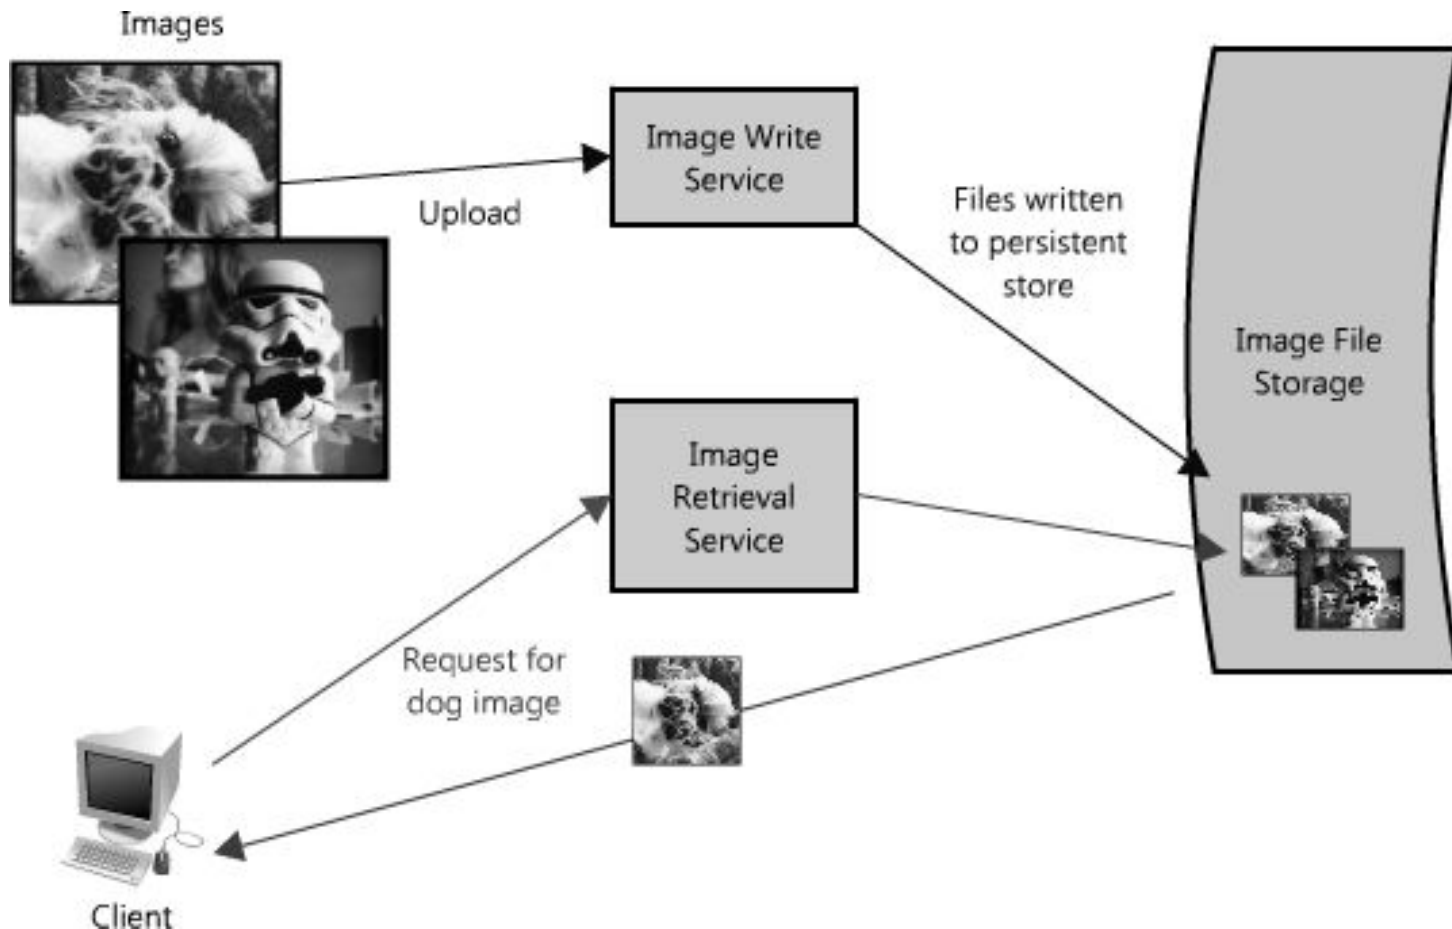 Images
Image Write
Service
Upload
Files written
to persistent
store
Image File
Storage
Image
Retrieval
Service
Request for
dog image
Client